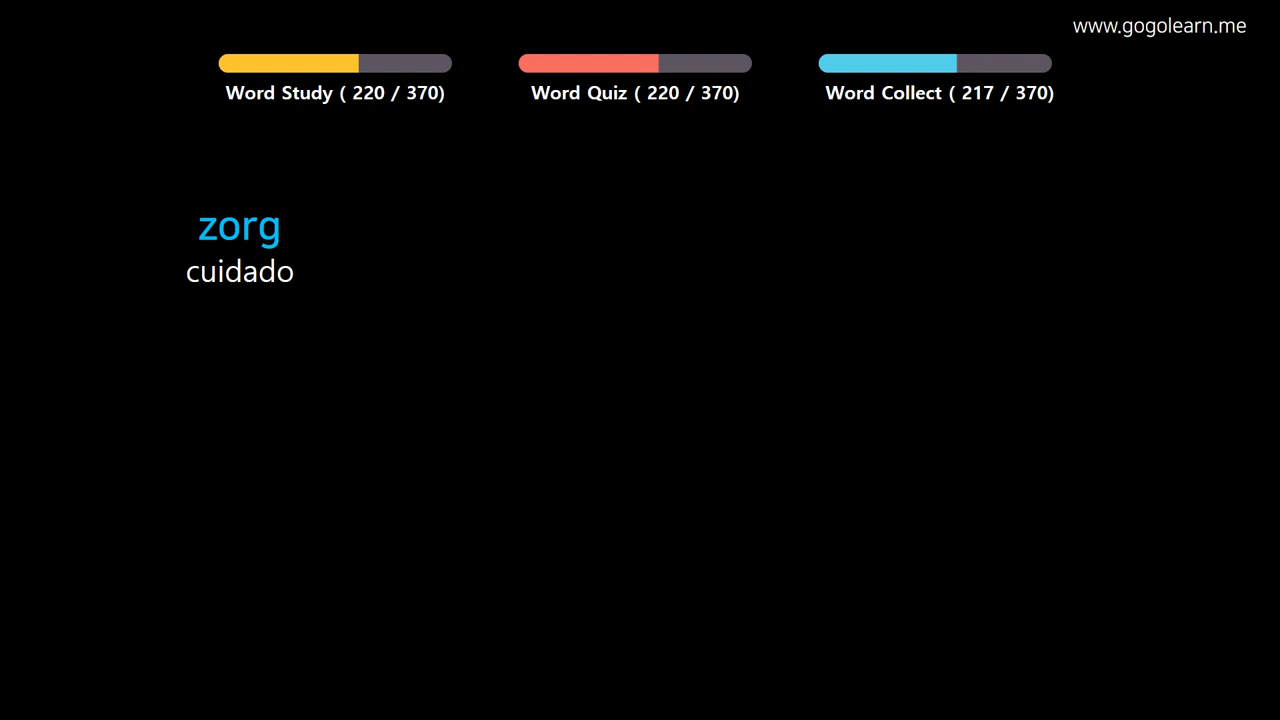 www.gogolearn.me
Word Study ( 220 / 370)
Word Quiz ( 220 / 370)
Word Collect ( 217 / 370)
zorg
cuidado